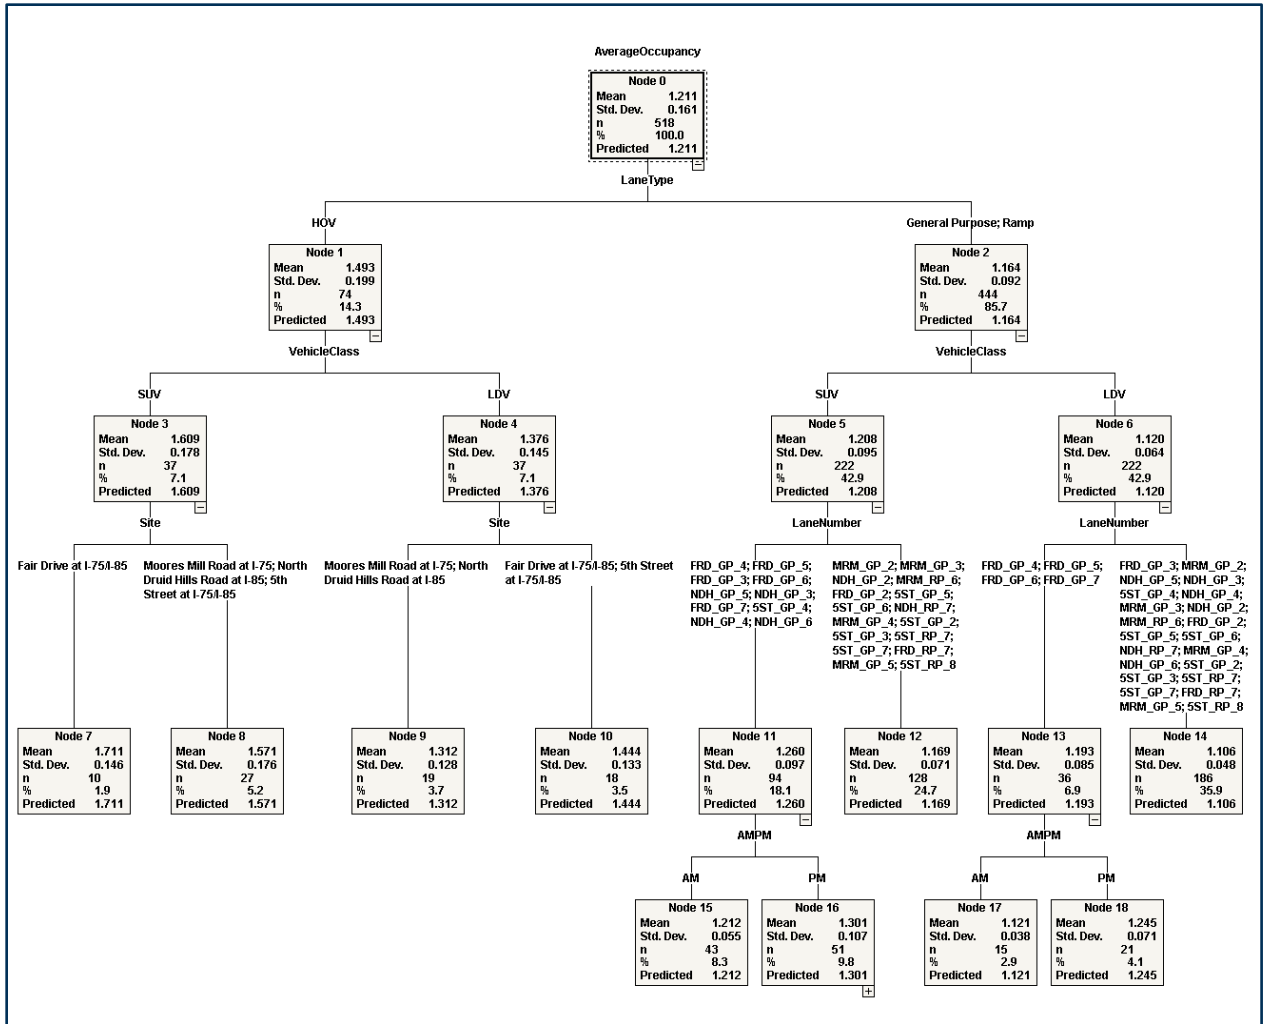 AverageOccupancy
Node 0
Mean 1.211
Std. Dev. 0.161
n 518
% 100.0
Predicted 1.211
LaneType
HOV
General Purpose; Ramp
Node 1
Mean 1.493
Std. Dev. 0.199
n 74
% 14.3
Predicted 1.493
Node 2
Mean 1.164
Std. Dev. 0.092
n 444
% 85.7
Predicted 1.164
VehicleClass
VehicleClass
SUV
LDV
SUV
LDV
Node 3
Mean 1.609
Std. Dev. 0.178
n 37
% 7.1
Predicted 1.609
Node 4
Mean 1.376
Std. Dev. 0.145
n 37
% 7.1
Predicted 1.376
Node 5
Mean 1.208
Std. Dev. 0.095
n 222
% 42.9
Predicted 1.208
Node 6
Mean 1.120
Std. Dev. 0.064
n 222
% 42.9
Predicted 1.120
Site
Site
LaneNumber
LaneNumber
Fair Drive at I-75/I-85
Moores Mill Road at I-75; North
Druid Hills Road at I-85; 5th
Street at I-75/I-85
Moores Mill Road at I-75; North
Druid Hills Road at I-85
Fair Drive at I-75/I-85; 5th Street
at I-75/I-85
FRD_GP_4; FRD_GP_5;
FRD_GP_3; FRD_GP_6;
NDH_GP_5; NDH_GP_3;
FRD_GP_7; 5ST_GP_4;
NDH_GP_4; NDH_GP_6
MRM_GP_2; MRM_GP_3;
NDH_GP_2; MRM_RP_6;
FRD_GP_2; 5ST_GP_5;
5ST_GP_6; NDH_RP_7;
MRM_GP_4; 5ST_GP_2;
5ST_GP_3; 5ST_RP_7;
5ST_GP_7; FRD_RP_7;
MRM_GP_5; 5ST_RP_8
FRD_GP_4; FRD_GP_5;
FRD_GP_6; FRD_GP_7
FRD_GP_3; MRM_GP_2;
NDH_GP_5; NDH_GP_3;
5ST_GP_4; NDH_GP_4;
MRM_GP_3; NDH_GP_2;
MRM_RP_6; FRD_GP_2;
5ST_GP_5; 5ST_GP_6;
NDH_RP_7; MRM_GP_4;
NDH_GP_6; 5ST_GP_2;
5ST_GP_3; 5ST_RP_7;
5ST_GP_7; FRD_RP_7;
MRM_GP_5; 5ST_RP_8
Node 7
Mean 1.711
Std. Dev. 0.146
n 10
% 1.9
Predicted 1.711
Node 8
Mean 1.571
Std. Dev. 0.176
n 27
% 5.2
Predicted 1.571
Node 9
Mean 1.312
Std. Dev. 0.128
n 19
% 3.7
Predicted 1.312
Node 10
Mean 1.444
Std. Dev. 0.133
n 18
% 3.5
Predicted 1.444
Node 11
Mean 1.260
Std. Dev. 0.097
n 94
% 18.1
Predicted 1.260
Node 12
Mean 1.169
Std. Dev. 0.071
n 128
% 24.7
Predicted 1.169
Node 13
Mean 1.193
Std. Dev. 0.085
n 36
% 6.9
Predicted 1.193
Node 14
Mean 1.106
Std. Dev. 0.048
n 186
% 35.9
Predicted 1.106
AMPM
AMPM
AM
PM
AM
PM
Node 15
Mean 1.212
Std. Dev. 0.055
n 43
% 8.3
Predicted 1.212
Node 16
Mean 1.301
Std. Dev. 0.107
n 51
% 9.8
Predicted 1.301
Node 17
Mean 1.121
Std. Dev. 0.038
n 15
% 2.9
Predicted 1.121
Node 18
Mean 1.245
Std. Dev. 0.071
n 21
% 4.1
Predicted 1.245